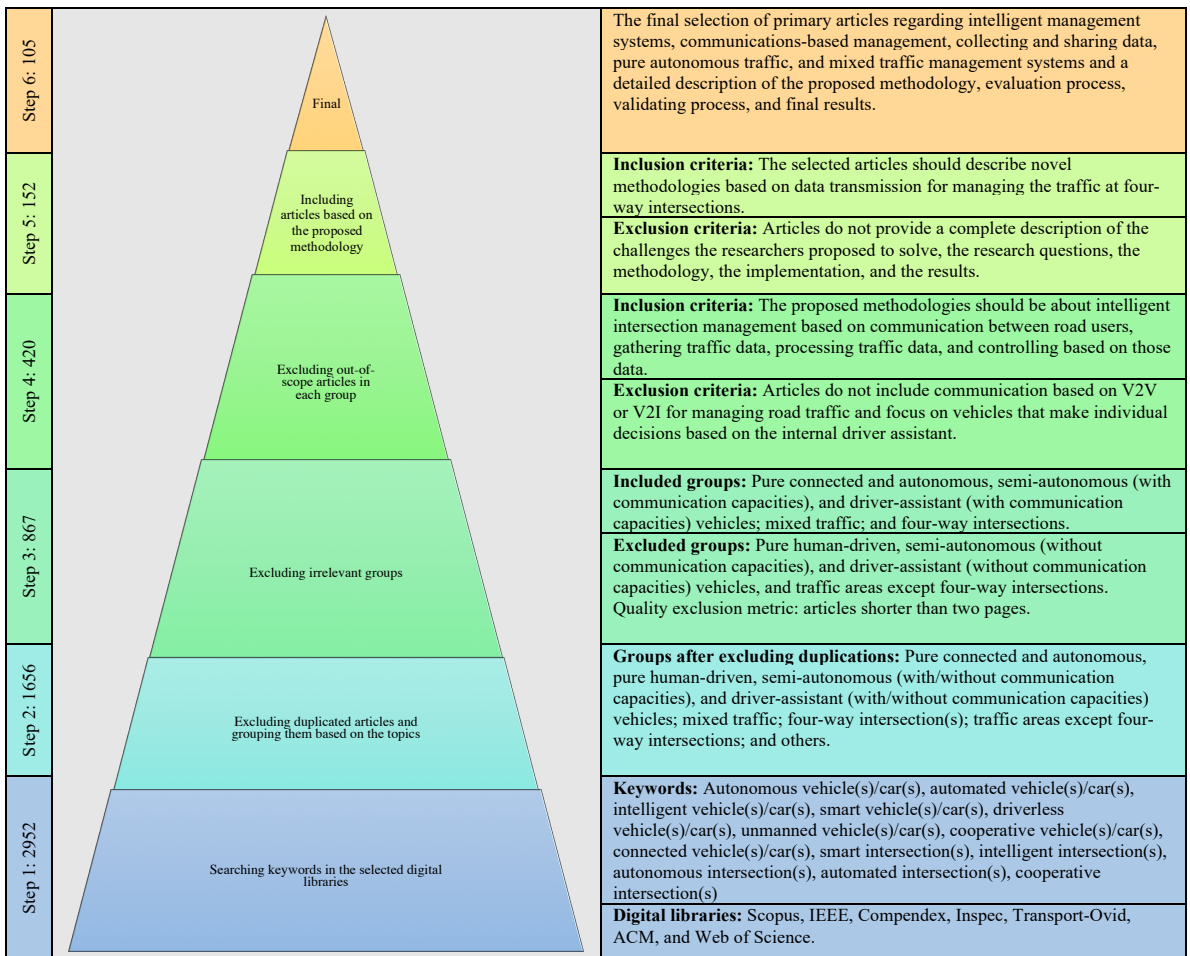 Step 6: 105
Final
The final selection of primary articles regarding intelligent management
systems, communications-based management, collecting and sharing data,
pure autonomous traffic, and mixed traffic management systems and a
detailed description of the proposed methodology, evaluation process,
validating process, and final results.
Step 5: 152
Including
articles based on
the proposed
methodology
Inclusion criteria: The selected articles should describe novel
methodologies based on data transmission for managing the traffic at four-
way intersections.
Exclusion criteria: Articles do not provide a complete description of the
challenges the researchers proposed to solve, the research questions, the
methodology, the implementation, and the results.
Step 4: 420
Excluding out-of-
scope articles in
each group
Inclusion criteria: The proposed methodologies should be about intelligent
intersection management based on communication between road users,
gathering traffic data, processing traffic data, and controlling based on those
data.
Exclusion criteria: Articles do not include communication based on V2V
or V2I for managing road traffic and focus on vehicles that make individual
decisions based on the internal driver assistant.
Step 3: 867
Excluding irrelevant groups
Included groups: Pure connected and autonomous, semi-autonomous (with
communication capacities), and driver-assistant (with communication
capacities) vehicles; mixed traffic; and four-way intersections.
Excluded groups: Pure human-driven, semi-autonomous (without
communication capacities), and driver-assistant (without communication
capacities) vehicles, and traffic areas except four-way intersections.
Quality exclusion metric: articles shorter than two pages.
Step 2: 1656
Excluding duplicated articles and
grouping them based on the topics
Groups after excluding duplications: Pure connected and autonomous,
pure human-driven, semi-autonomous (with/without communication
capacities), and driver-assistant (with/without communication capacities)
vehicles; mixed traffic; four-way intersection(s); traffic areas except four-
way intersections; and others.
Step 1: 2952
Searching keywords in the selected digital
libraries
Keywords: Autonomous vehicle(s)/car(s), automated vehicle(s)/car(s),
intelligent vehicle(s)/car(s), smart vehicle(s)/car(s), driverless
vehicle(s)/car(s), unmanned vehicle(s)/car(s), cooperative vehicle(s)/car(s),
connected vehicle(s)/car(s), smart intersection(s), intelligent intersection(s),
autonomous intersection(s), automated intersection(s), cooperative
intersection(s)
Digital libraries: Scopus, IEEE, Compendex, Inspec, Transport-Ovid,
ACM, and Web of Science.